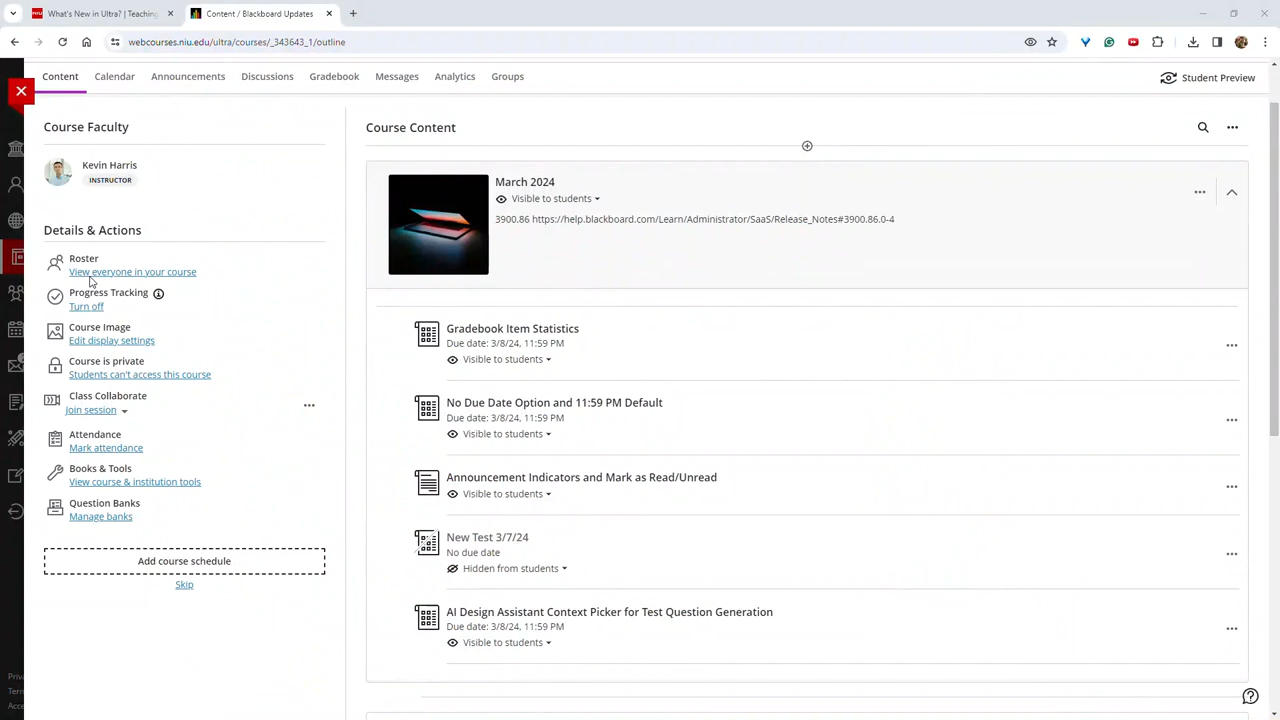 What's New in Ultra? | Teaching
Content / Blackboard Updates
webcourses.niu.edu/ultra/courses/_343643_1/outline
Content
Calendar
Announcements
Discussions
Gradebook
Messages
Analytics
Groups
Student Preview
Course Faculty
Kevin Harris
INSTRUCTOR
Details & Actions
Roster
View everyone in your course
Progress Tracking
Turn off
Course Image
Edit display settings
Course is private
Students can't access this course
Class Collaborate
Join session
Attendance
Mark attendance
Books & Tools
View course & institution tools
Question Banks
Manage banks
Add course schedule
Skip
Priva
Term
Acce
Course Content
March 2024
Visible to students
3900.86 https://help.blackboard.com/Learn/Administrator/SaaS/Release_Notes#3900.86.0-4
Gradebook Item Statistics
Due date: 3/8/24, 11:59 PM
Visible to students
No Due Date Option and 11:59 PM Default
Due date: 3/8/24, 11:59 PM
Visible to students
Announcement Indicators and Mark as Read/Unread
Visible to students
New Test 3/7/24
No due date
Hidden from students
AI Design Assistant Context Picker for Test Question Generation
Due date: 3/8/24, 11:59 PM
Visible to students